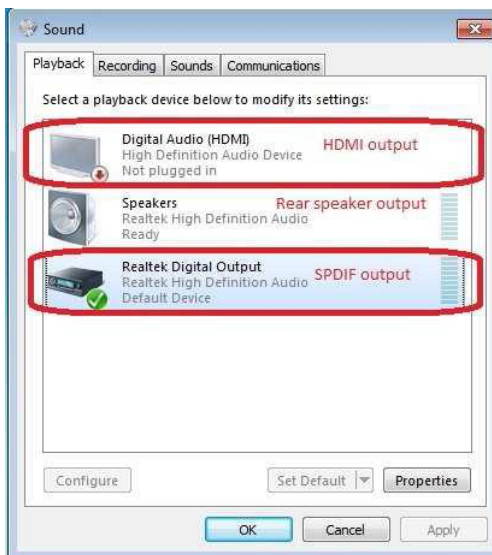 Sound
Playback Recording Sounds Communications
Select a playback device below to modify its settings:
Digital Audio (HDMI)
High Definition Audio Device
Not plugged in
HDMI output
Speakers
Realtek High Definition Audio
Ready
Rear speaker output
Realtek Digital Output
Realtek High Definition Audio
Default Device
SPDIF output
Configure Set Default Properties
OK Cancel Apply